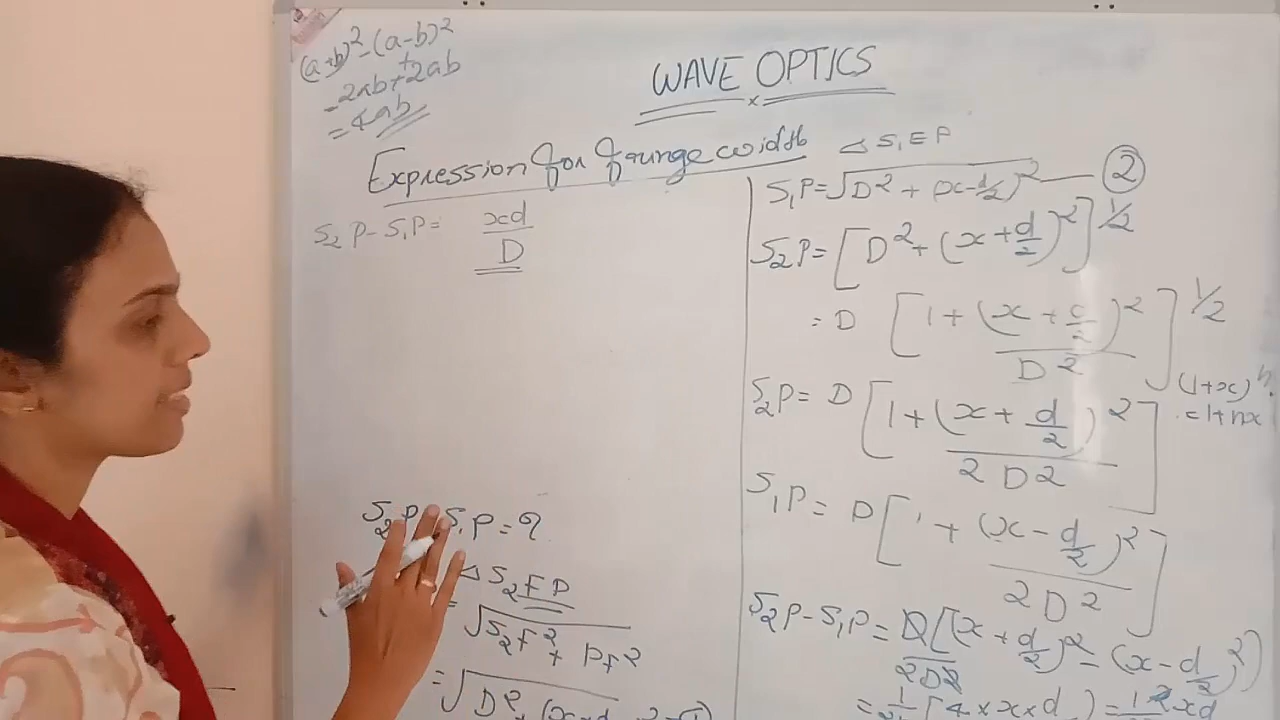 (a+b)² - (a-b)²
2ab + 2ab
= 4ab
WAVE OPTICS
Expression for fringe width
S₂P - S₁P = xd/D
S₂P - S₁P = ?
△ S₂FP
= √S₂F² + PF²
= √D² +
△ S₁EP
S₁P = √D² + (x - d/2)² — ②
S₂P = [D² + (x + d/2)²]^1/2
= D [1 + (x + d/2)²/D²]^1/2
(1+x)ⁿ
= 1+nx
S₂P = D [1 + (x + d/2)²/2D²]
S₁P = D [1 + (x - d/2)²/2D²]
S₂P - S₁P = D/2D² [(x + d/2)² - (x - d/2)²]
[4 × x × d